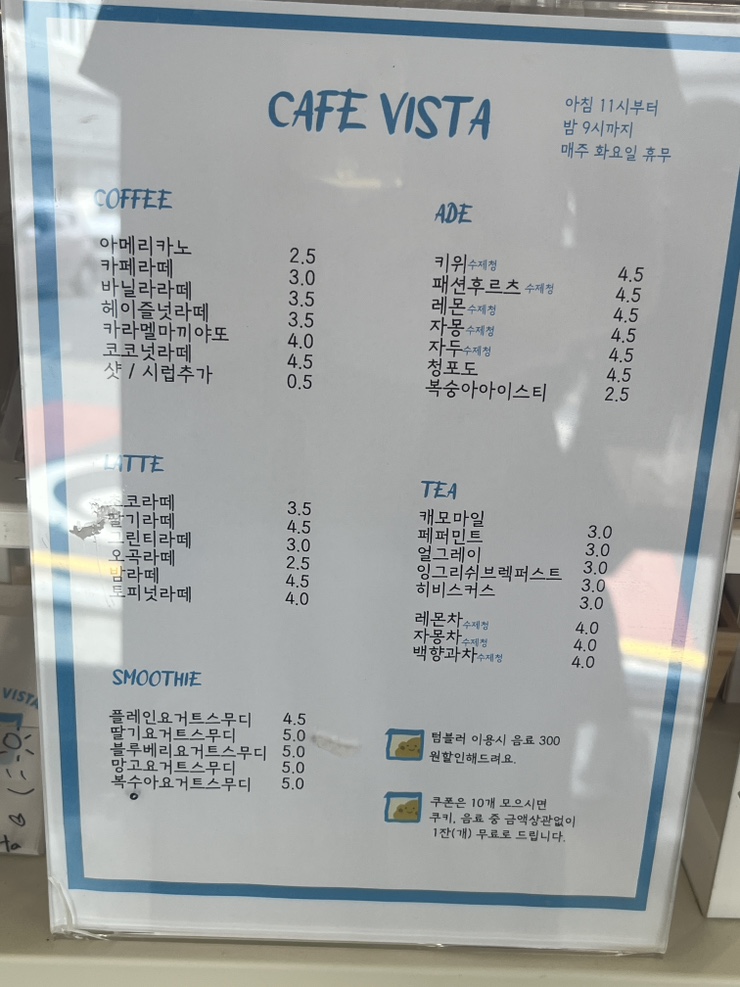 CAFE VISTA
아침 11시부터
밤 9시까지
매주 화요일 휴무
COFFEE
아메리카노 2.5
카페라떼 3.0
바닐라라떼 3.5
헤이즐넛라떼 3.5
카라멜마끼야또 4.0
코코넛라떼 4.5
샷 / 시럽추가 0.5
ADE
키위수제청 4.5
패션후르츠 수제청 4.5
레몬수제청 4.5
자몽수제청 4.5
자두수제청 4.5
청포도 4.5
복숭아아이스티 2.5
LATTE
초코라떼 3.5
딸기라떼 4.5
그린티라떼 3.0
오곡라떼 2.5
밤라떼 4.5
토피넛라떼 4.0
TEA
캐모마일 3.0
페퍼민트 3.0
얼그레이 3.0
잉그리쉬브렉퍼스트 3.0
히비스커스 3.0
레몬차수제청 4.0
자몽차수제청 4.0
백향과차수제청 4.0
SMOOTHIE
플레인요거트스무디 4.5
딸기요거트스무디 5.0
블루베리요거트스무디 5.0
망고요거트스무디 5.0
복수아요거트스무디 5.0
텀블러 이용시 음료 300
원할인해드려요.
쿠폰은 10개 모으시면
쿠키, 음료 중 금액상관없이
1잔(개) 무료로 드립니다.
VISTA